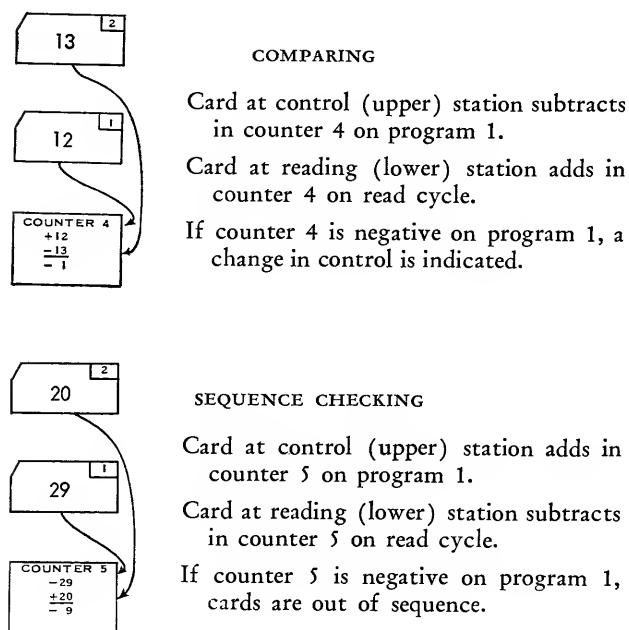 2
13
COMPARING
Card at control (upper) station subtracts
in counter 4 on program 1.
1
12
Card at reading (lower) station adds in
counter 4 on read cycle.
COUNTER 4
+12
-13
- 1
If counter 4 is negative on program 1, a
change in control is indicated.
2
20
SEQUENCE CHECKING
Card at control (upper) station adds in
counter 5 on program 1.
1
29
Card at reading (lower) station subtracts
in counter 5 on read cycle.
COUNTER 5
-29
+20
- 9
If counter 5 is negative on program 1,
cards are out of sequence.